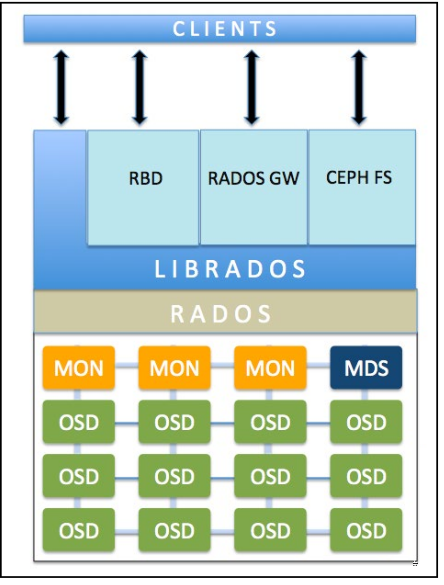 CLIENTS
RBD RADOS GW CEPH FS
LIBRADOS
RADOS
MON MON MON MDS
OSD OSD OSD OSD
OSD OSD OSD OSD
OSD OSD OSD OSD